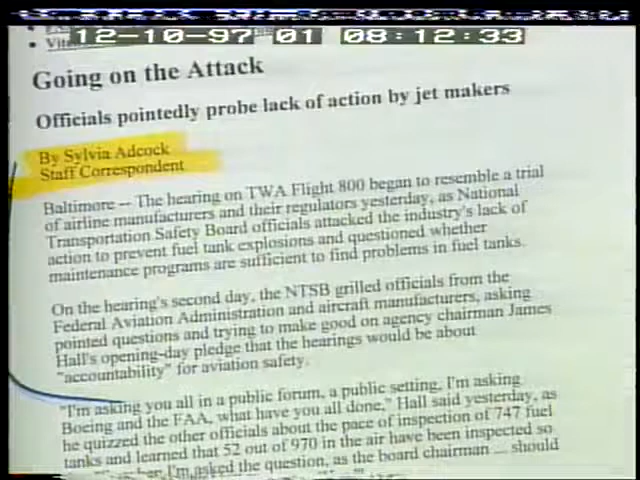 12-10-97 01 08:12:33
Going on the Attack
Officials pointedly probe lack of action by jet makers
By Sylvia Adcock
Staff Correspondent
Baltimore -- The hearing on TWA Flight 800 began to resemble a trial
of airline manufacturers and their regulators yesterday, as National
Transportation Safety Board officials attacked the industry's lack of
action to prevent fuel tank explosions and questioned whether
maintenance programs are sufficient to find problems in fuel tanks.
On the hearing's second day, the NTSB grilled officials from the
Federal Aviation Administration and aircraft manufacturers, asking
pointed questions and trying to make good on agency chairman James
Hall's opening-day pledge that the hearings would be about
"accountability" for aviation safety.
"I'm asking you all in a public forum, a public setting, I'm asking
Boeing and the FAA, what have you all done," Hall said yesterday, as
he quizzed the other officials about the pace of inspection of 747 fuel
tanks and learned that 52 out of 970 in the air have been inspected so
I'm asked the question, as the board chairman ... should